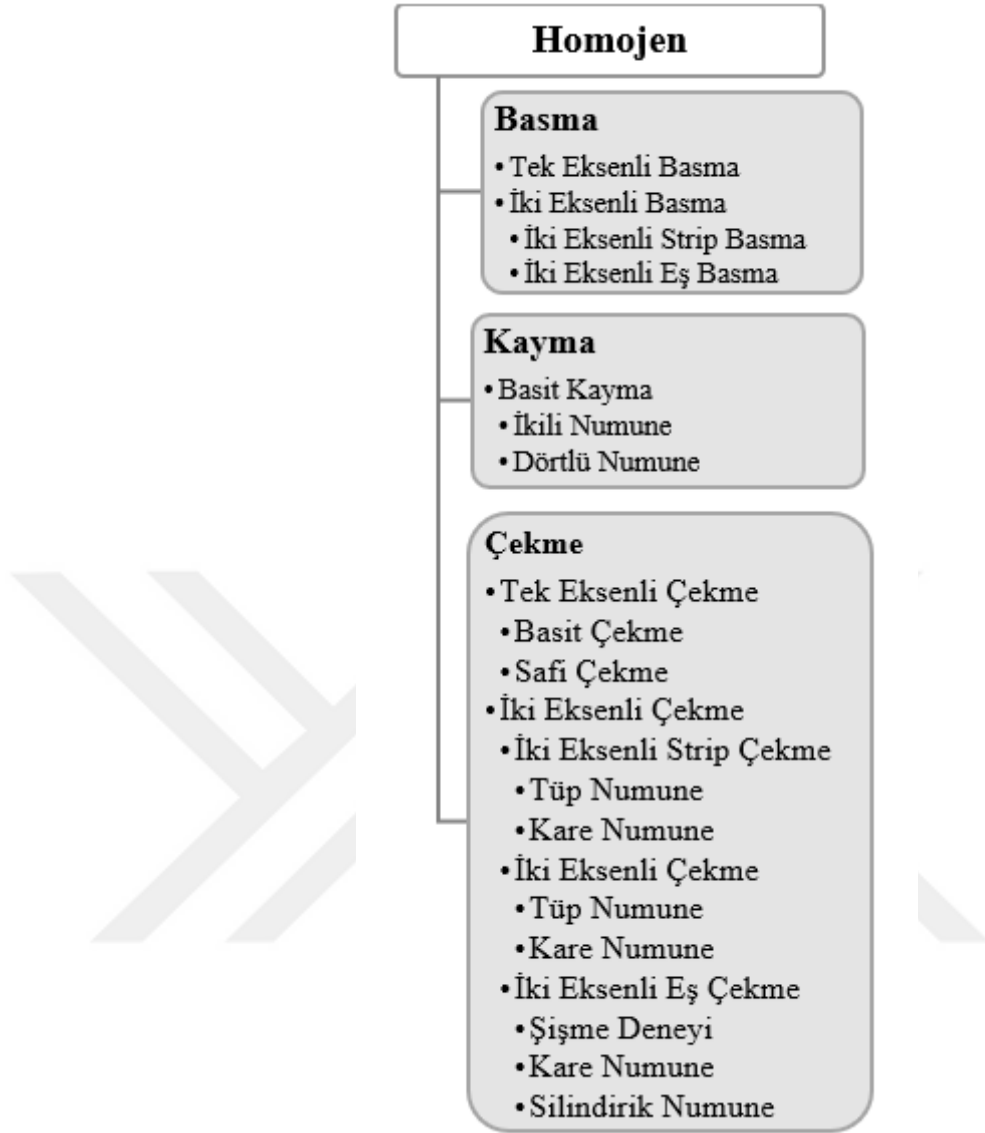 Homojen
Basma
•Tek Eksenli Basma
•İki Eksenli Basma
•İki Eksenli Strip Basma
•İki Eksenli Eş Basma
Kayma
•Basit Kayma
•İkili Numune
•Dörtlü Numune
Çekme
•Tek Eksenli Çekme
•Basit Çekme
•Safi Çekme
•İki Eksenli Çekme
•İki Eksenli Strip Çekme
•Tüp Numune
•Kare Numune
•İki Eksenli Çekme
•Tüp Numune
•Kare Numune
•İki Eksenli Eş Çekme
•Şişme Deneyi
•Kare Numune
•Silindirik Numune